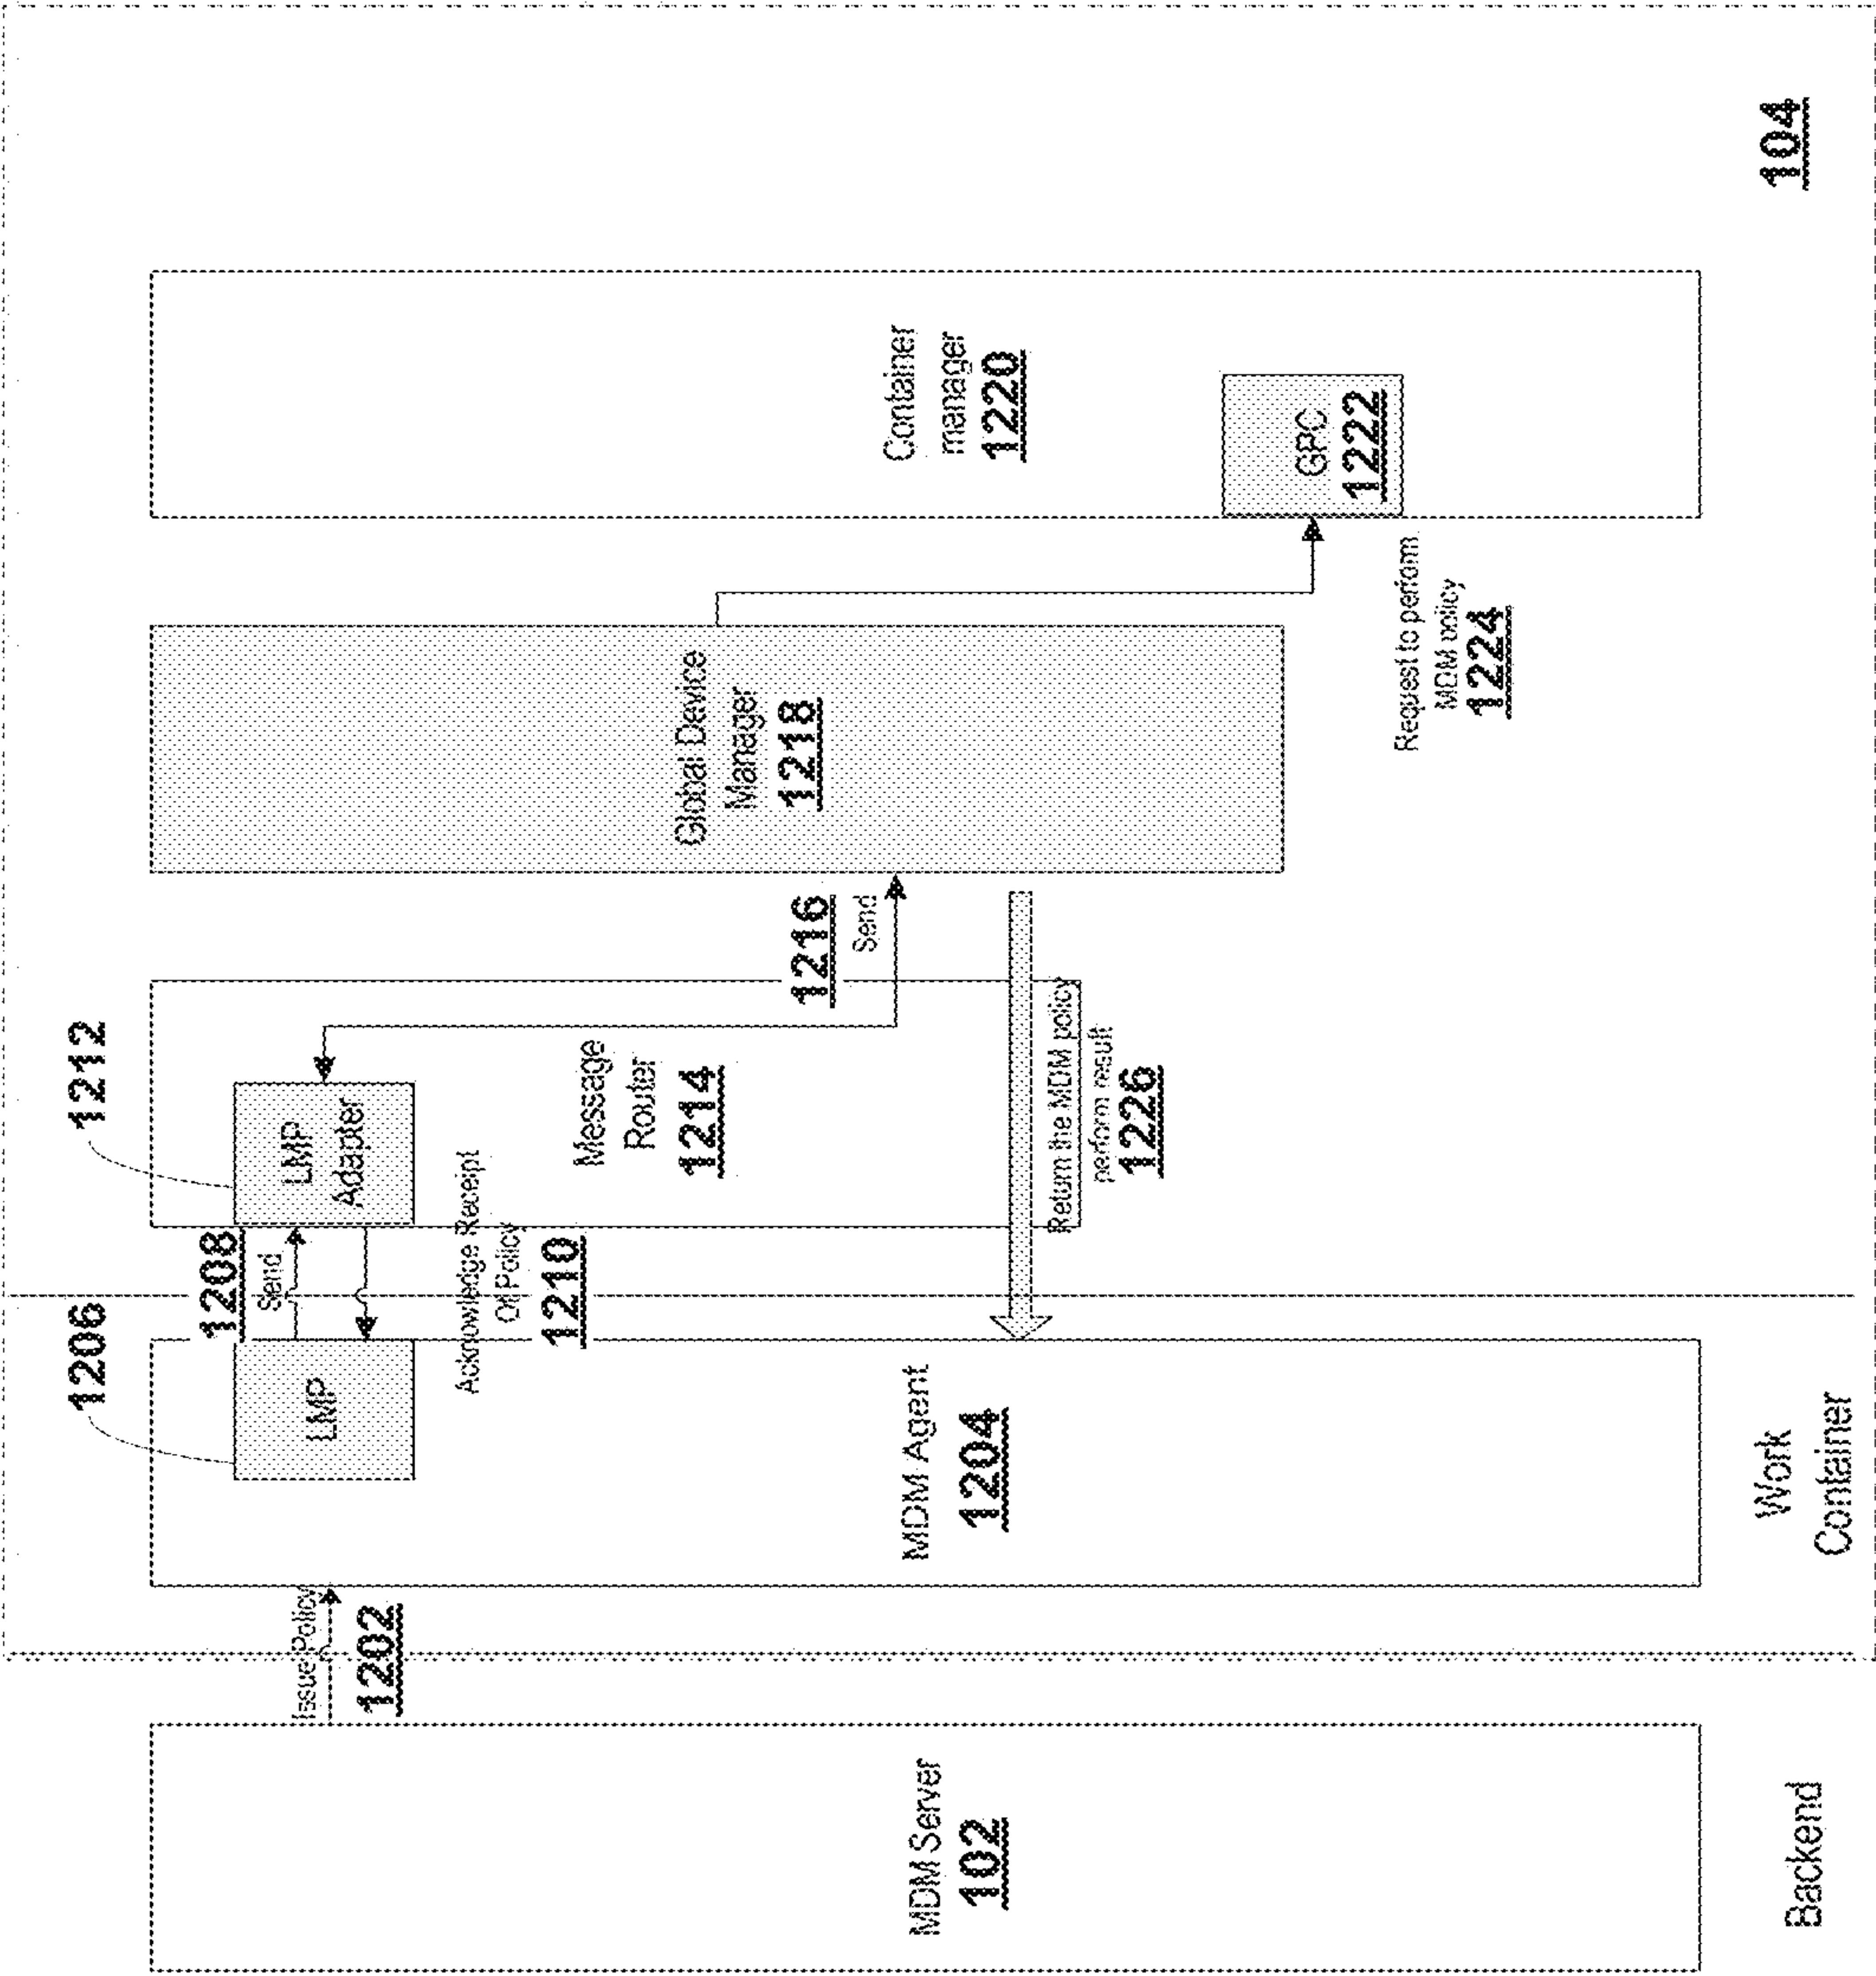 1206
1212
1208
Send
LMP
LMP
Adapter
Issue Policy
1202
Acknowledge Receipt
Of Policy
1210
Message
Router
1214
1216
Send
Global Device
Manager
1218
MDM Server
102
MDM Agent
1204
Container
manager
1220
Return the MDM policy
perform result
1226
GPC
1222
Request to perform
MDM policy
1224
Backend
Work
Container
104